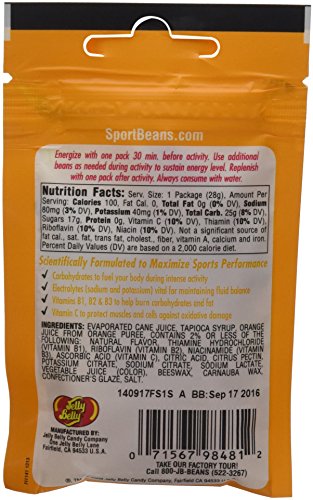 SportBeans.com
Energize with one pack 30 min. before activity. Use additional
beans as needed during activity to sustain energy level. Replenish
with one pack after activity. Always consume with water.
Nutrition Facts: Serv. Size: 1 Package (28g), Amount Per
Serving: Calories 100, Fat Cal. 0, Total Fat 0g (0% DV), Sodium
80mg (3% DV), Potassium 40mg (1% DV), Total Carb. 25g (8% DV),
Sugars 17g, Protein 0g, Vitamin C (10% DV), Thiamin (10% DV),
Riboflavin (10% DV), Niacin (10% DV). Not a significant source of
fat cal., sat. fat, trans fat, cholest., fiber, vitamin A, calcium and iron.
Percent Daily Values (DV) are based on a 2,000 calorie diet.
Scientifically Formulated to Maximize Sports Performance
✓ Carbohydrates to fuel your body during intense activity
✓ Electrolytes (sodium and potassium) vital for maintaining fluid balance
✓ Vitamins B1, B2 & B3 to help burn carbohydrates and fat
✓ Vitamin C to protect muscles and cells against oxidative damage
INGREDIENTS: EVAPORATED CANE JUICE, TAPIOCA SYRUP, ORANGE
JUICE FROM ORANGE PUREE. CONTAINS 2% OR LESS OF THE
FOLLOWING: NATURAL FLAVOR, THIAMINE HYDROCHLORIDE
(VITAMIN B1), RIBOFLAVIN (VITAMIN B2), NIACINAMIDE (VITAMIN
B3), ASCORBIC ACID (VITAMIN C), CITRIC ACID, CITRUS PECTIN,
POTASSIUM CITRATE, SODIUM CITRATE, SODIUM LACTATE,
VEGETABLE JUICE (COLOR), BEESWAX, CARNAUBA WAX,
CONFECTIONER'S GLAZE, SALT.
140917FS1S A BB: Sep 17 2016
Jelly Belly
Jelly Belly Candy Company
One Jelly Belly Lane
Fairfield, CA 94533 U.S.A.
0 71567 98481 2
TAKE OUR FACTORY TOUR!
Call 800-JB-BEANS (522-3267)